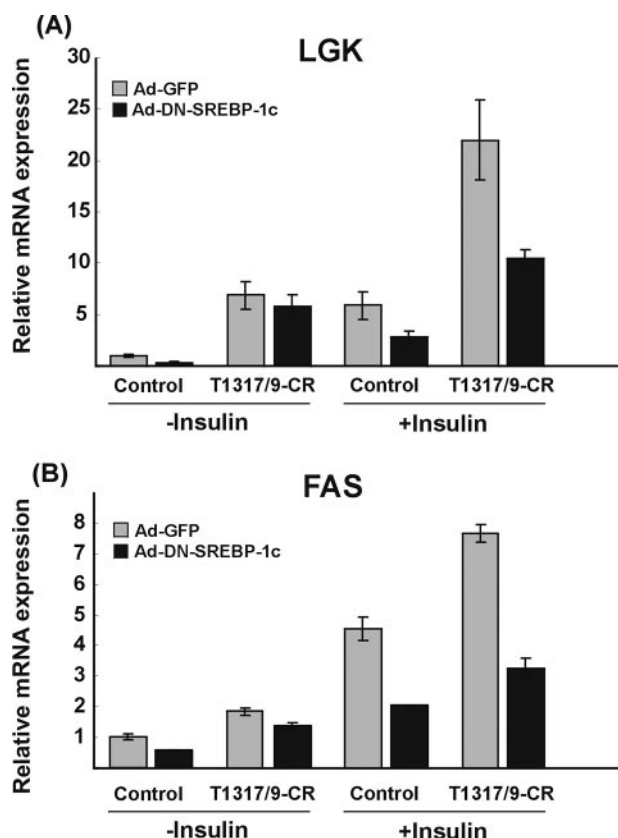 (A)
LGK
30
25
20
15
10
5
Relative mRNA expression
Ad-GFP
Ad-DN-SREBP-1c
Control T1317/9-CR Control T1317/9-CR
-Insulin +Insulin
(B)
FAS
8
7
6
5
4
3
2
1
Relative mRNA expression
Ad-GFP
Ad-DN-SREBP-1c
Control T1317/9-CR Control T1317/9-CR
-Insulin +Insulin